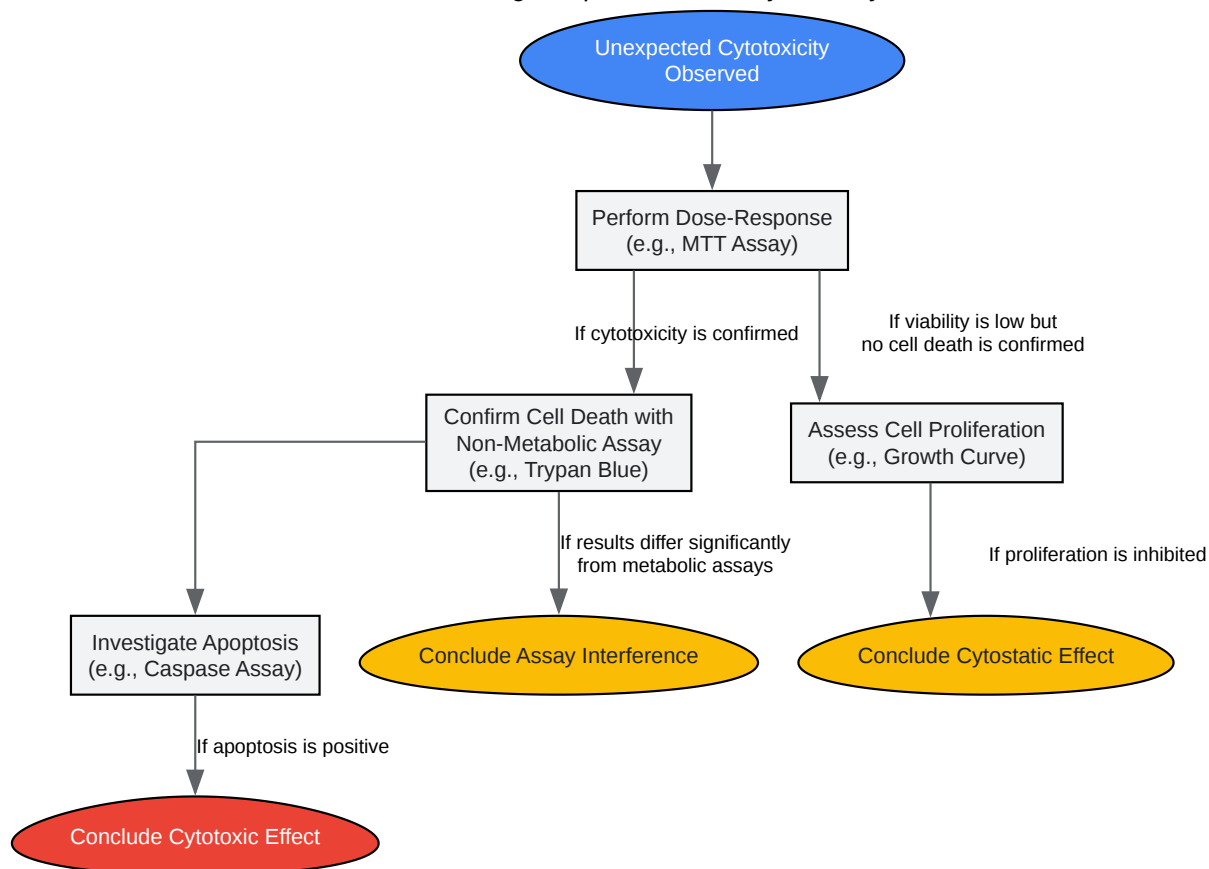 Unexpected Cytotoxicity
Observed
Perform Dose-Response
(e.g., MTT Assay)
If cytotoxicity is confirmed
If viability is low but
no cell death is confirmed
Confirm Cell Death with
Non-Metabolic Assay
(e.g., Trypan Blue)
Assess Cell Proliferation
(e.g., Growth Curve)
If results differ significantly
from metabolic assays
If proliferation is inhibited
Investigate Apoptosis
(e.g., Caspase Assay)
Conclude Assay Interference
Conclude Cytostatic Effect
If apoptosis is positive
Conclude Cytotoxic Effect